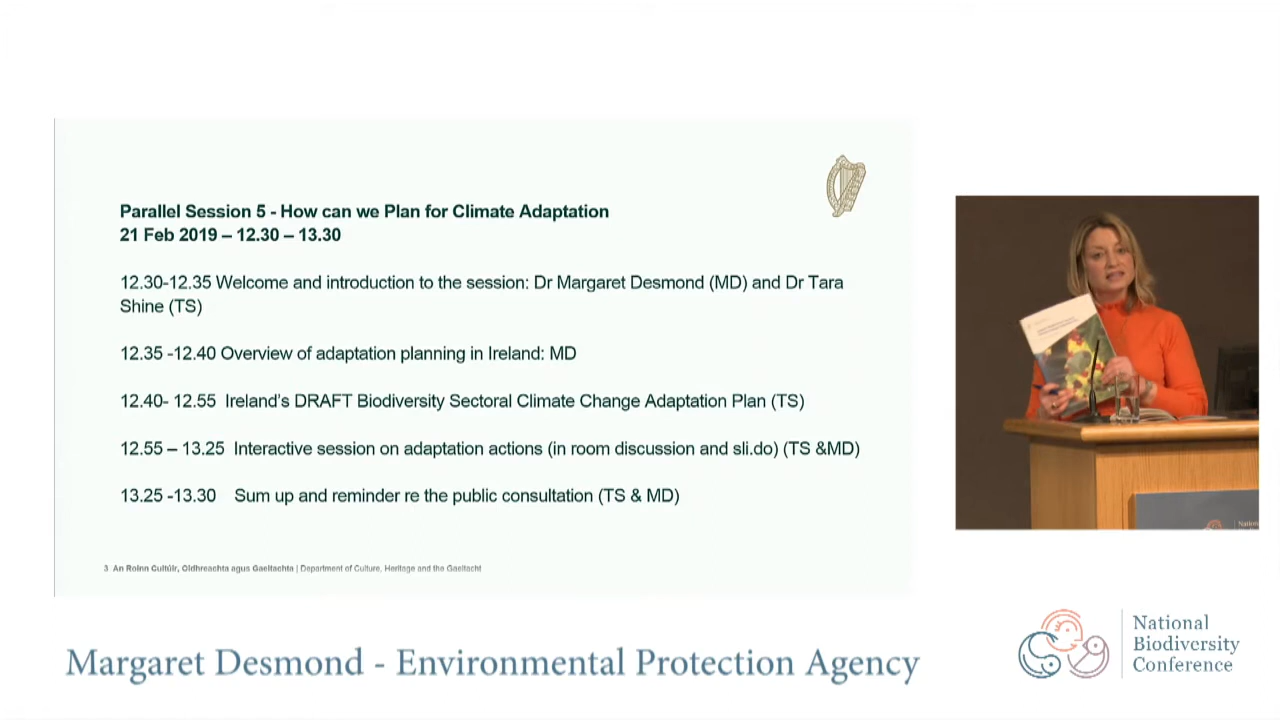 Parallel Session 5 - How can we Plan for Climate Adaptation
21 Feb 2019 – 12.30 – 13.30
12.30-12.35 Welcome and introduction to the session: Dr Margaret Desmond (MD) and Dr Tara
Shine (TS)
12.35 -12.40 Overview of adaptation planning in Ireland: MD
12.40- 12.55 Ireland's DRAFT Biodiversity Sectoral Climate Change Adaptation Plan (TS)
12.55 – 13.25 Interactive session on adaptation actions (in room discussion and sli.do) (TS &MD)
13.25 -13.30 Sum up and reminder re the public consultation (TS & MD)
3 An Roinn Cultúir, Oidhreachta agus Gaeltachta | Department of Culture, Heritage and the Gaeltacht
Margaret Desmond - Environmental Protection Agency
National
Biodiversity
Conference